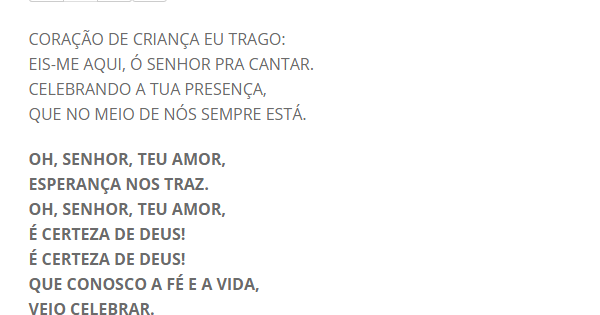 CORAÇÃO DE CRIANÇA EU TRAGO:
EIS-ME AQUI, Ó SENHOR PRA CANTAR.
CELEBRANDO A TUA PRESENÇA,
QUE NO MEIO DE NÓS SEMPRE ESTÁ.
OH, SENHOR, TEU AMOR,
ESPERANÇA NOS TRAZ.
OH, SENHOR, TEU AMOR,
É CERTEZA DE DEUS!
É CERTEZA DE DEUS!
QUE CONOSCO A FÉ E A VIDA,
VEIO CELEBRAR.